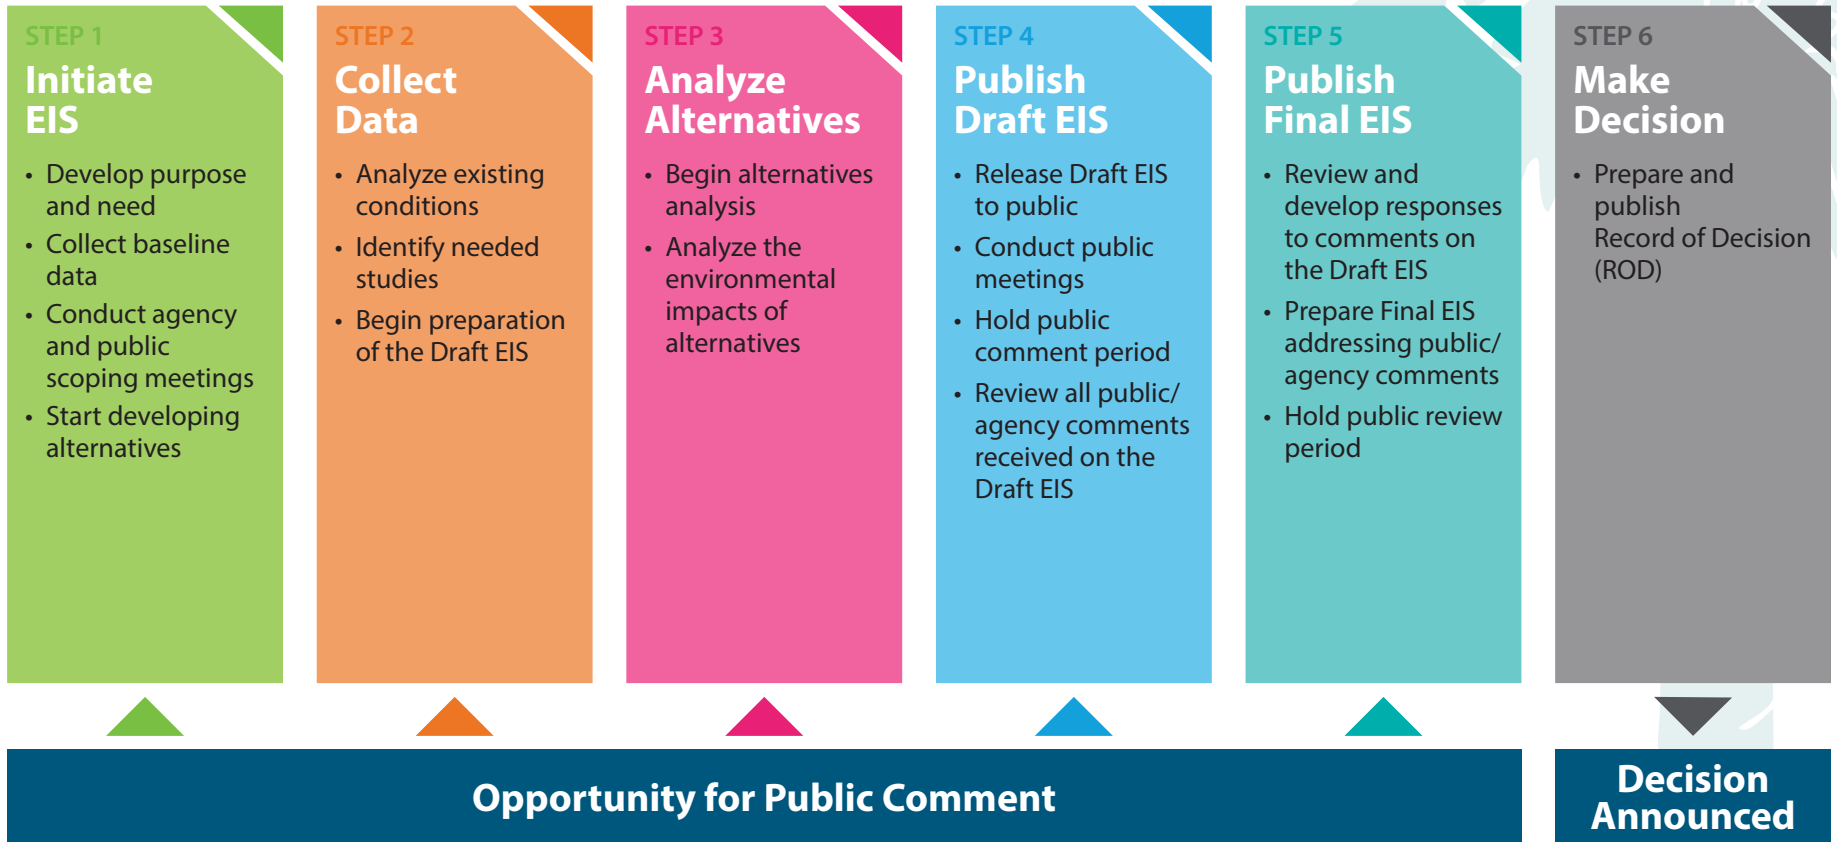 STEP 1
Initiate
EIS
• Develop purpose
and need
• Collect baseline
data
• Conduct agency
and public
scoping meetings
• Start developing
alternatives
STEP 2
Collect
Data
• Analyze existing
conditions
• Identify needed
studies
• Begin preparation
of the Draft EIS
STEP 3
Analyze
Alternatives
• Begin alternatives
analysis
• Analyze the
environmental
impacts of
alternatives
STEP 4
Publish
Draft EIS
• Release Draft EIS
to public
• Conduct public
meetings
• Hold public
comment period
• Review all public/
agency comments
received on the
Draft EIS
STEP 5
Publish
Final EIS
• Review and
develop responses
to comments on
the Draft EIS
• Prepare Final EIS
addressing public/
agency comments
• Hold public review
period
STEP 6
Make
Decision
• Prepare and
publish
Record of Decision
(ROD)
Opportunity for Public Comment
Decision
Announced